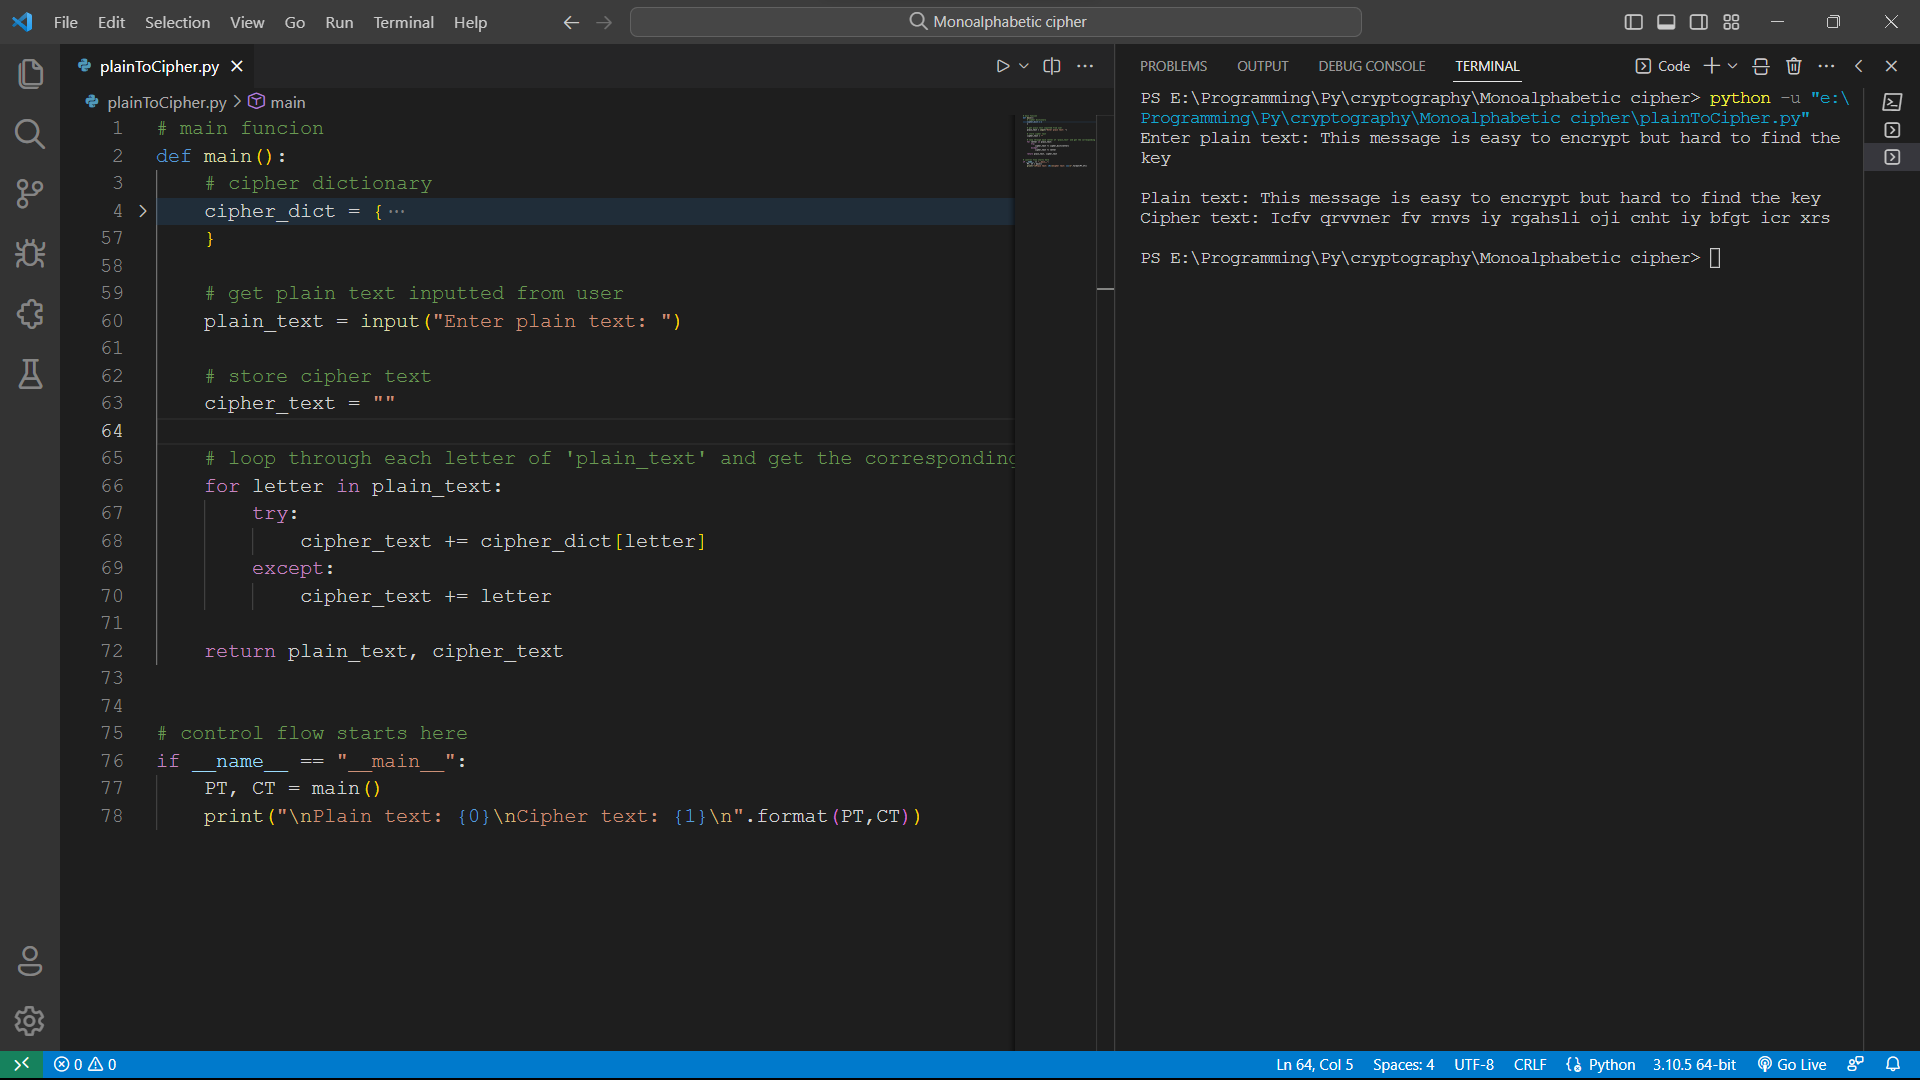 File Edit Selection View Go Run Terminal Help
Monoalphabetic cipher
plainToCipher.py
plainToCipher.py > main
1 # main funcion
2 def main():
3 # cipher dictionary
4 cipher_dict = {···
57 }
58
59 # get plain text inputted from user
60 plain_text = input("Enter plain text: ")
61
62 # store cipher text
63 cipher_text = ""
64
65 # loop through each letter of 'plain_text' and get the corresponding
66 for letter in plain_text:
67 try:
68 cipher_text += cipher_dict[letter]
69 except:
70 cipher_text += letter
71
72 return plain_text, cipher_text
73
74
75 # control flow starts here
76 if __name__ == "__main__":
77 PT, CT = main()
78 print("\nPlain text: {0}\nCipher text: {1}\n".format(PT,CT))
PROBLEMS OUTPUT DEBUG CONSOLE TERMINAL
Code
PS E:\Programming\Py\cryptography\Monoalphabetic cipher> python -u "e:\
Programming\Py\cryptography\Monoalphabetic cipher\plainToCipher.py"
Enter plain text: This message is easy to encrypt but hard to find the
key
Plain text: This message is easy to encrypt but hard to find the key
Cipher text: Icfv qrvvner fv rnvs iy rgahsli oji cnht iy bfgt icr xrs
PS E:\Programming\Py\cryptography\Monoalphabetic cipher>
0 0
Ln 64, Col 5 Spaces: 4 UTF-8 CRLF Python 3.10.5 64-bit Go Live